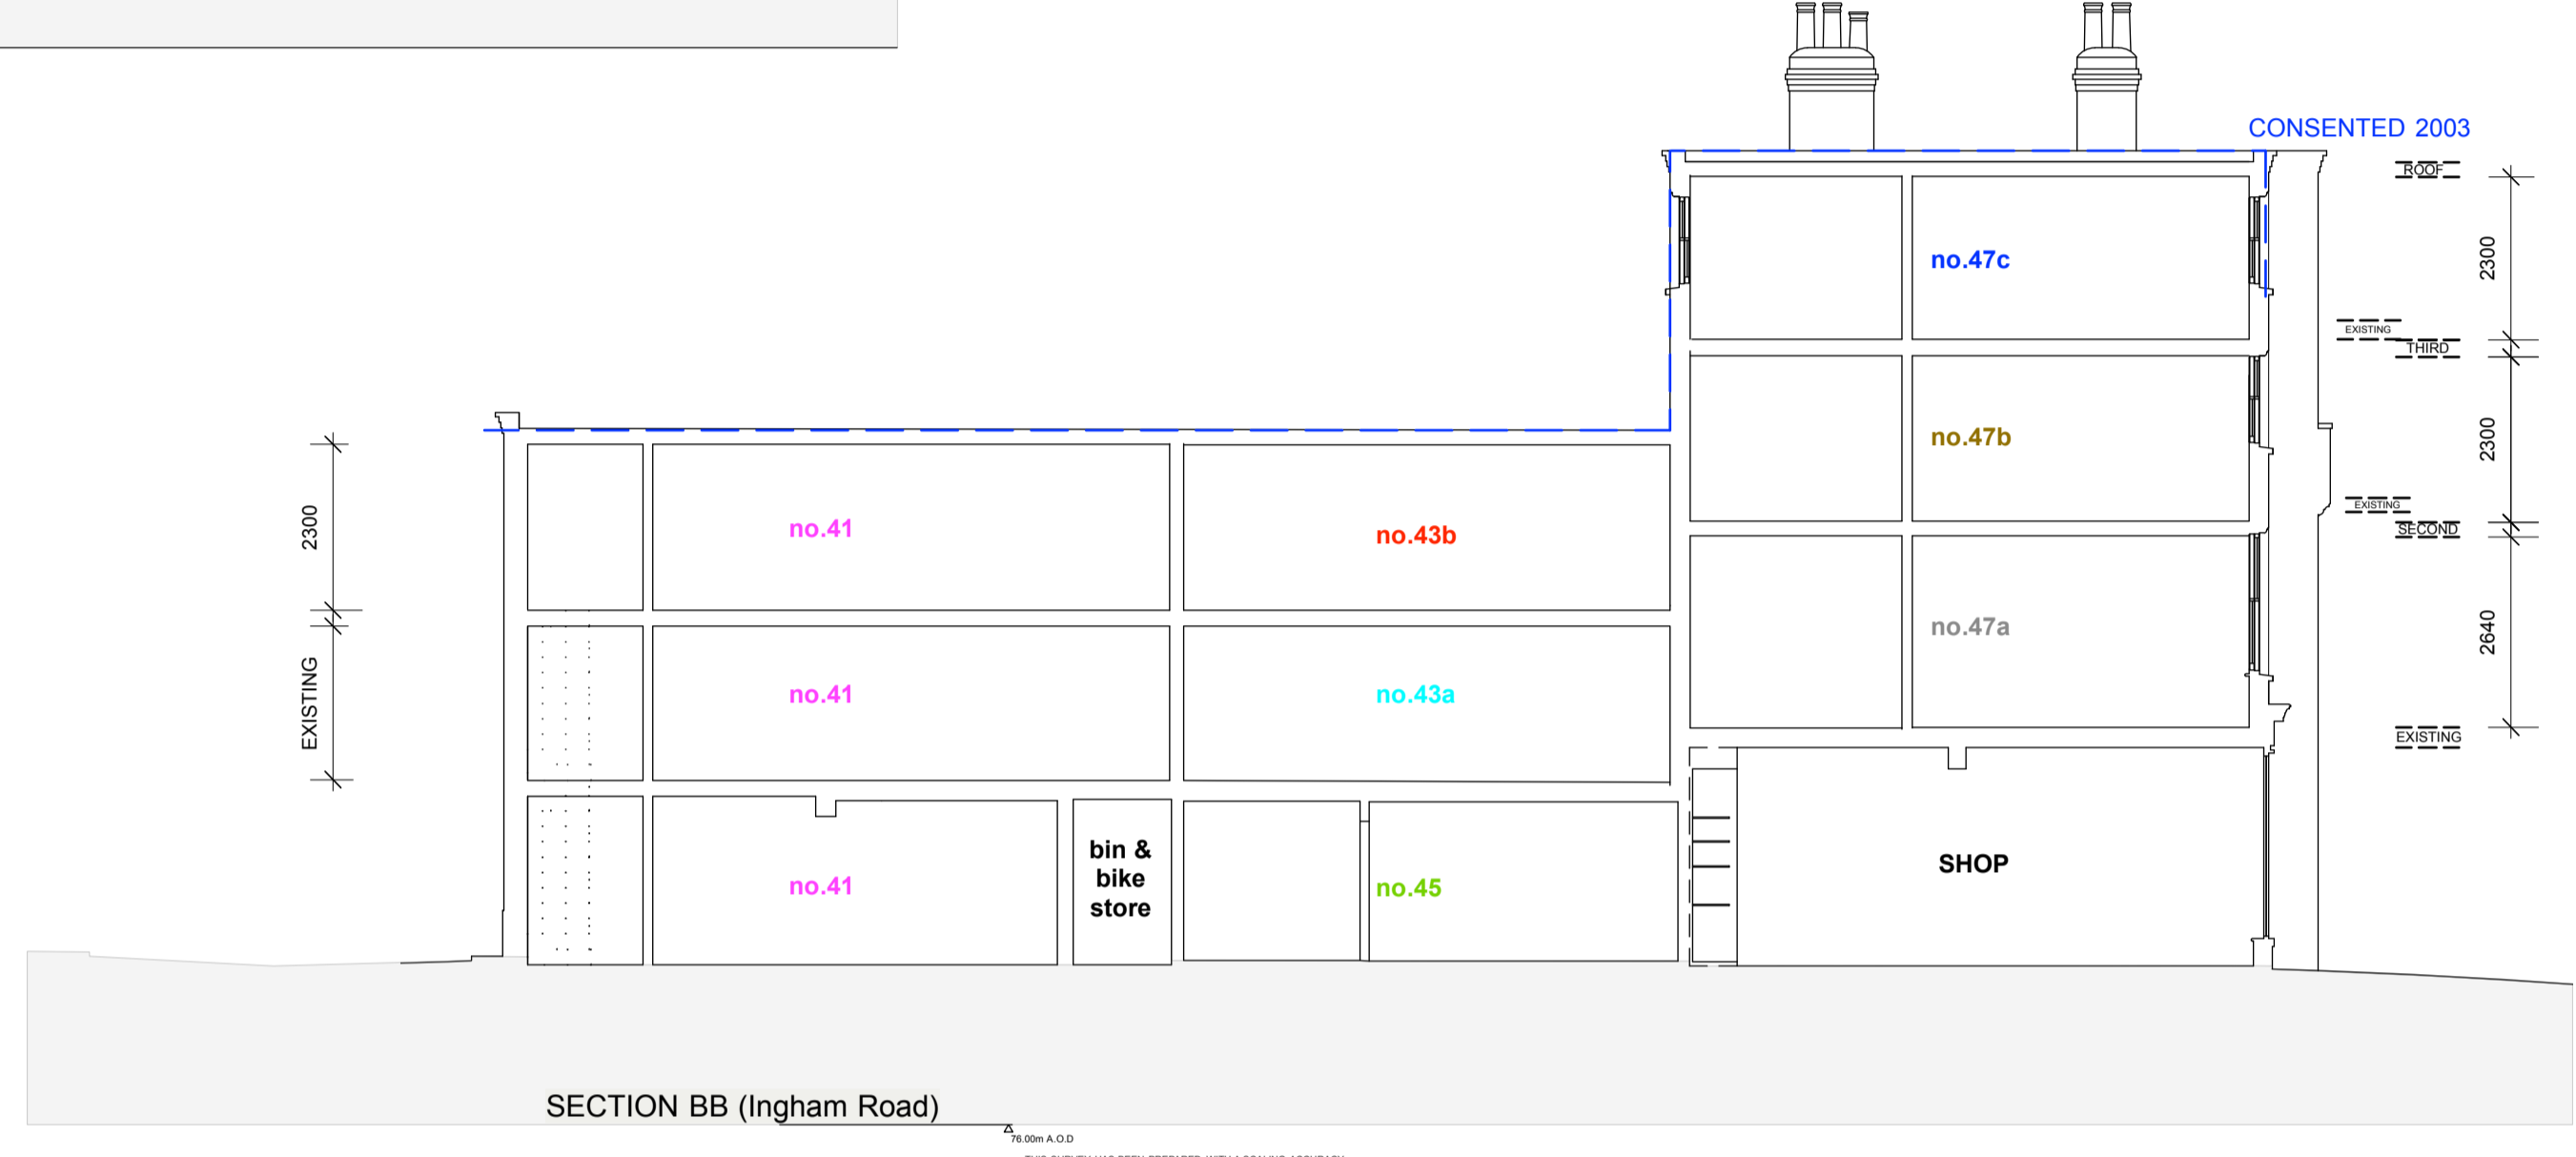 CONSENTED 2003
ROOF
2300
no.47c
EXISTING
THIRD
2300
no.47b
EXISTING
SECOND
2300
no.41
no.43b
no.47a
2640
EXISTING
no.41
no.43a
EXISTING
bin &
bike
store
no.41
no.45
SHOP
SECTION BB (Ingham Road)
76.00m A.O.D